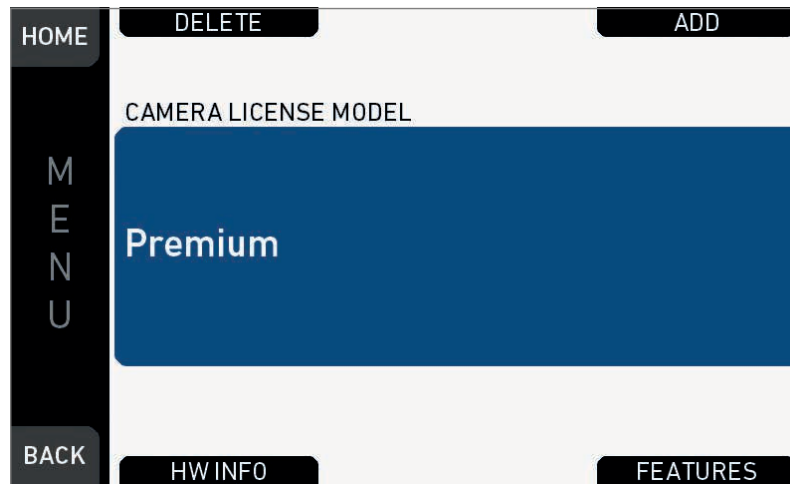 HOME
DELETE
ADD
CAMERA LICENSE MODEL
M
E
N
U
Premium
BACK
HW INFO
FEATURES